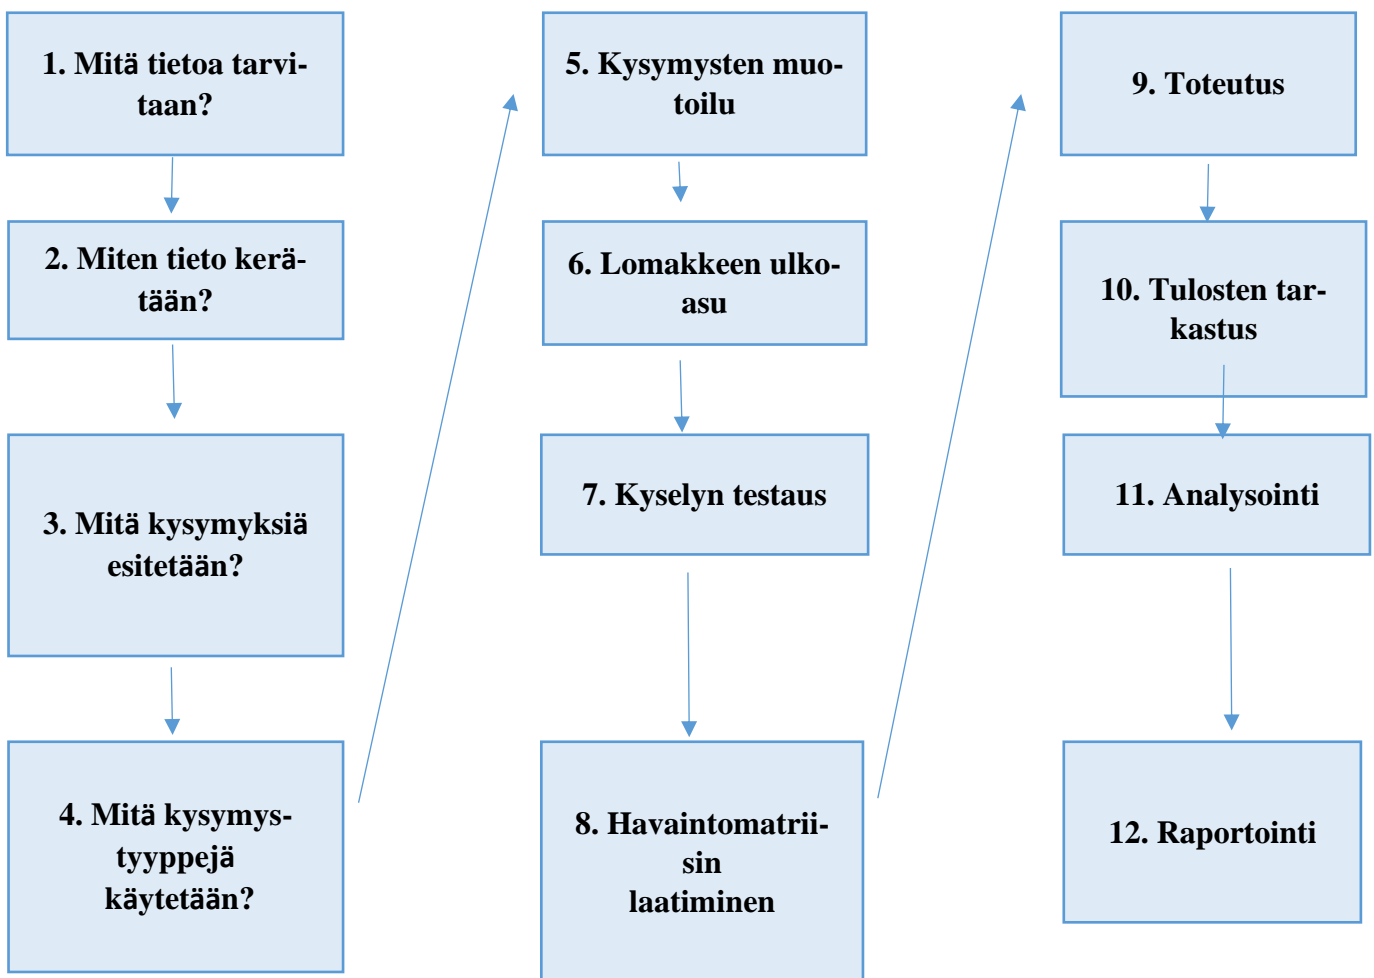 1. Mitä tietoa tarvi-
taan?
2. Miten tieto kerä-
tään?
3. Mitä kysymyksiä
esitetään?
4. Mitä kysymys-
tyyppejä
käytetään?
5. Kysymysten muo-
toilu
6. Lomakkeen ulko-
asu
7. Kyselyn testaus
8. Havaintomatrii-
sin
laatiminen
9. Toteutus
10. Tulosten tar-
kastus
11. Analysointi
12. Raportointi